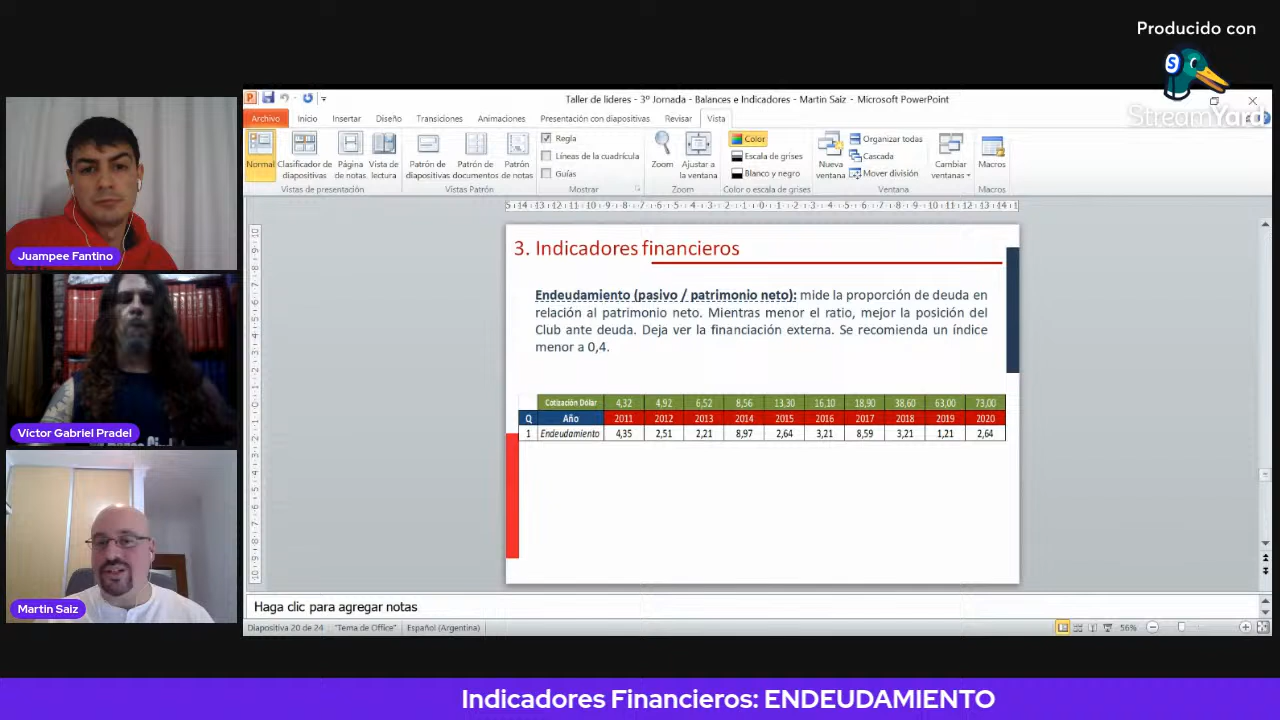 Producido con
StreamYard
Taller de lideres - 3º Jornada - Balances e Indicadores - Martin Saiz - Microsoft PowerPoint
Archivo Inicio Insertar Diseño Transiciones Animaciones Presentación con diapositivas Revisar Vista
Normal
Clasificador de diapositivas
Página de notas
Vista de lectura
Vistas de presentación
Patrón de diapositivas
Patrón de documentos
Patrón de notas
Vistas Patrón
Regla
Líneas de la cuadrícula
Guías
Mostrar
Zoom
Ajustar a la ventana
Zoom
Color
Escala de grises
Blanco y negro
Color o escala de grises
Nueva ventana
Organizar todas
Cascada
Mover división
Cambiar ventanas
Ventana
Macros
Macros
Juampee Fantino
Víctor Gabriel Pradel
Martin Saiz
3. Indicadores financieros
Endeudamiento (pasivo / patrimonio neto): mide la proporción de deuda en
relación al patrimonio neto. Mientras menor el ratio, mejor la posición del
Club ante deuda. Deja ver la financiación externa. Se recomienda un índice
menor a 0,4.
Cotización Dólar 4,32 4,92 6,52 8,56 13,30 16,10 18,90 38,60 63,00 73,00
Q Año 2011 2012 2013 2014 2015 2016 2017 2018 2019 2020
1 Endeudamiento 4,35 2,51 2,21 8,97 2,64 3,21 8,59 3,21 1,21 2,64
Haga clic para agregar notas
Diapositiva 20 de 24 "Tema de Office" Español (Argentina) 56%
Indicadores Financieros: ENDEUDAMIENTO